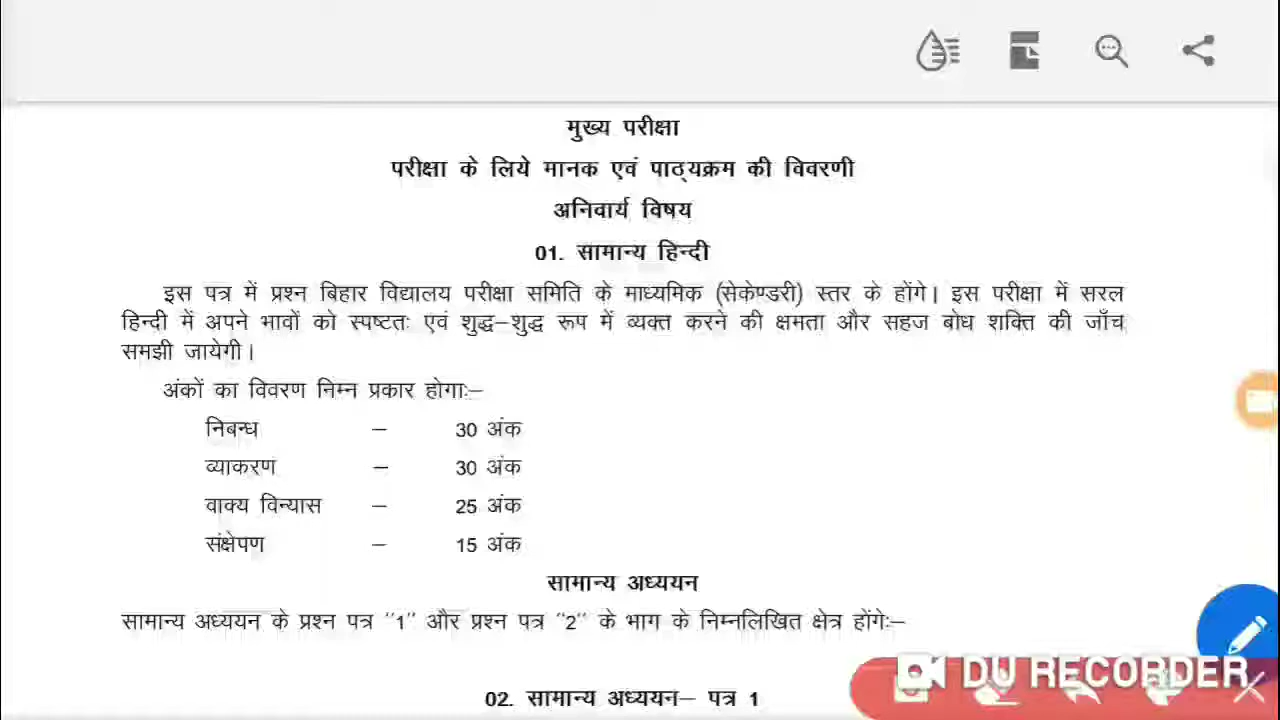 मुख्य परीक्षा
परीक्षा के लिये मानक एवं पाठ्यक्रम की विवरणी
अनिवार्य विषय
01. सामान्य हिन्दी
इस पत्र में प्रश्न बिहार विद्यालय परीक्षा समिति के माध्यमिक (सेकेण्डरी) स्तर के होंगे। इस परीक्षा में सरल
हिन्दी में अपने भावों को स्पष्टतः एवं शुद्ध–शुद्ध रूप में व्यक्त करने की क्षमता और सहज बोध शक्ति की जाँच
समझी जायेगी।
अंकों का विवरण निम्न प्रकार होगाः–
निबन्ध – 30 अंक
व्याकरण – 30 अंक
वाक्य विन्यास – 25 अंक
संक्षेपण – 15 अंक
सामान्य अध्ययन
सामान्य अध्ययन के प्रश्न पत्र ‘‘1’’ और प्रश्न पत्र ‘‘2’’ के भाग के निम्नलिखित क्षेत्र होंगेः–
DU RECORDER
02. सामान्य अध्ययन– पत्र 1